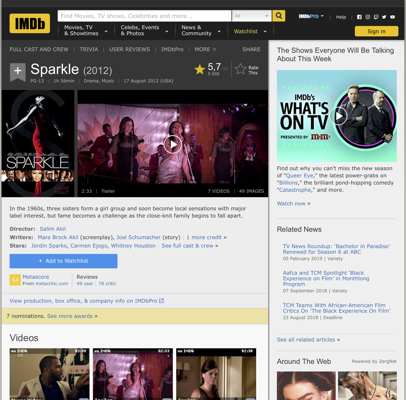 IMDb
Find Movies, TV shows, Celebrities and more...
All
IMDbPro
Help
Movies, TV & Showtimes
Celebs, Events & Photos
News & Community
Watchlist
Sign in
FULL CAST AND CREW | TRIVIA | USER REVIEWS | IMDbPro | MORE
SHARE
Sparkle (2012)
PG-13 | 1h 56min | Drama, Music | 17 August 2012 (USA)
5,7
Rate This
SPARKLE
2:33 | Trailer
7 VIDEOS | 49 IMAGES
In the 1960s, three sisters form a girl group and soon become local sensations with major
label interest, but fame becomes a challenge as the close-knit family begins to fall apart.
Director: Salim Akil
Writers: Mara Brock Akil (screenplay), Joel Schumacher (story) | 1 more credit »
Stars: Jordin Sparks, Carmen Ejogo, Whitney Houston | See full cast & crew »
+ Add to Watchlist
Metascore
From metacritic.com
Reviews
49 user | 78 critic
View production, box office, & company info on IMDbPro
7 nominations. See more awards »
Videos
The Shows Everyone Will Be Talking
About This Week
IMDb's
WHAT'S
ON TV
PRESENTED BY
Find out why you can't miss the new season
of "Queer Eye," the latest power-grabs on
"Billions," the brilliant pond-hopping comedy
"Catastrophe," and more.
Watch now »
Related News
TV News Roundup: 'Bachelor in Paradise'
Renewed for Season 6 at ABC
05 February 2019 | Variety
Aafca and TCM Spotlight 'Black
Experience on Film' in Monthlong
Program
07 September 2018 | Variety
TCM Teams With African-American Film
Critics On 'The Black Experience On Film'
23 August 2018 | Deadline
See all related articles »
Around The Web
Powered by ZergNet